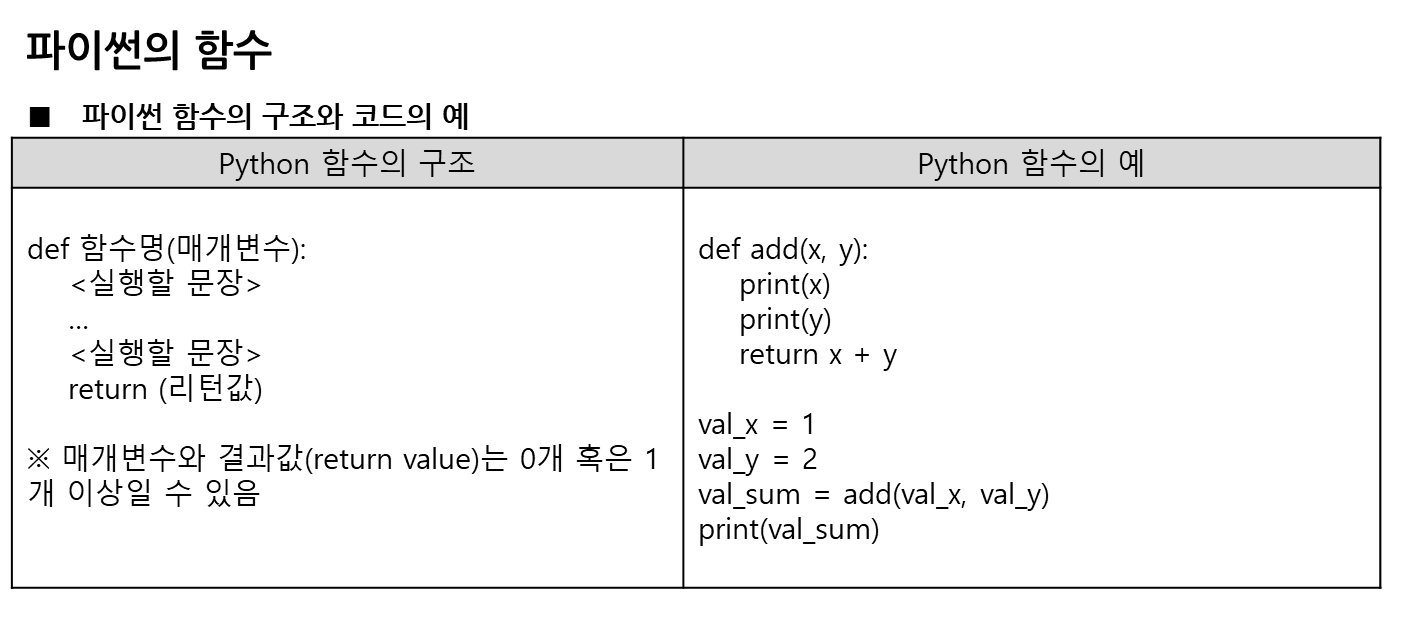 파이썬의 함수
■ 파이썬 함수의 구조와 코드의 예
Python 함수의 구조
def 함수명(매개변수):
<실행할 문장>
...
<실행할 문장>
return (리턴값)
※ 매개변수와 결과값(return value)는 0개 혹은 1
개 이상일 수 있음
Python 함수의 예
def add(x, y):
print(x)
print(y)
return x + y
val_x = 1
val_y = 2
val_sum = add(val_x, val_y)
print(val_sum)